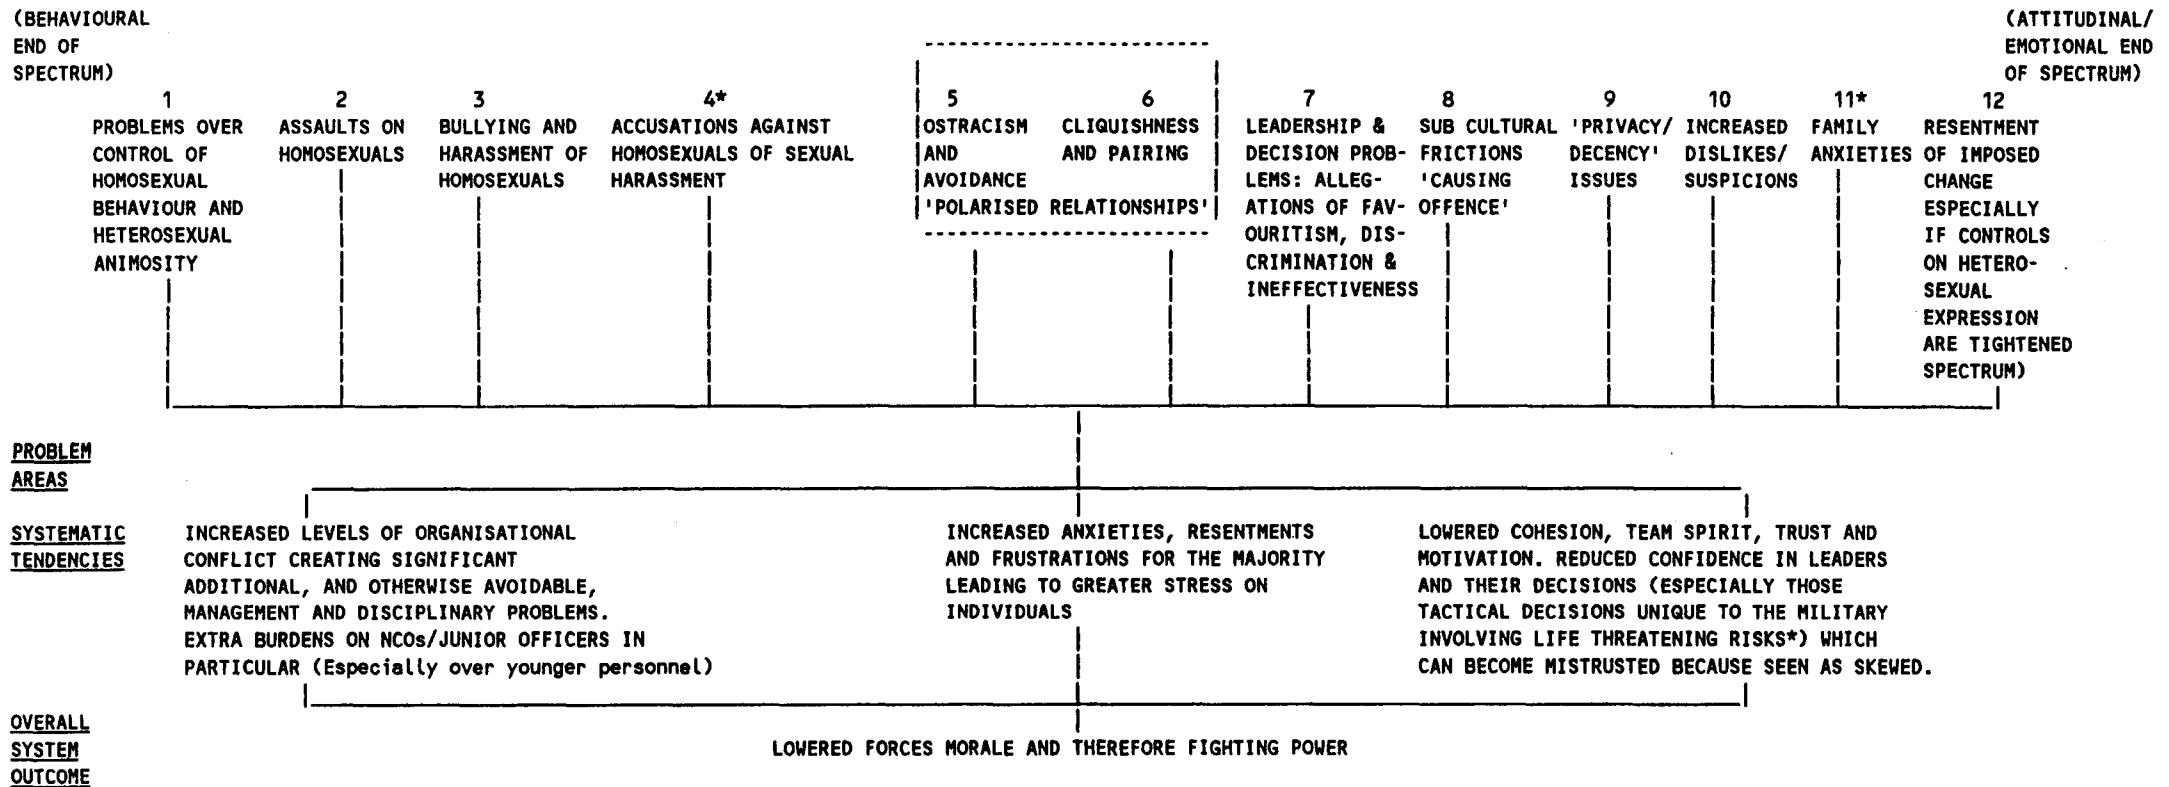 (BEHAVIOURAL
END OF
SPECTRUM)
(ATTITUDINAL/
EMOTIONAL END
OF SPECTRUM)
1
PROBLEMS OVER
CONTROL OF
HOMOSEXUAL
BEHAVIOUR AND
HETEROSEXUAL
ANIMOSITY
2
ASSAULTS ON
HOMOSEXUALS
3
BULLYING AND
HARASSMENT OF
HOMOSEXUALS
4*
ACCUSATIONS AGAINST
HOMOSEXUALS OF SEXUAL
HARASSMENT
5
OSTRACISM
AND
AVOIDANCE
6
CLIQUISHNESS
AND PAIRING
'POLARISED RELATIONSHIPS'
7
LEADERSHIP &
DECISION PROB-
LEMS: ALLEG-
ATIONS OF FAV-
OURITISM, DIS-
CRIMINATION &
INEFFECTIVENESS
8
SUB CULTURAL
FRICTIONS
'CAUSING
OFFENCE'
9
'PRIVACY/
DECENCY'
ISSUES
10
INCREASED
DISLIKES/
SUSPICIONS
11*
FAMILY
ANXIETIES
12
RESENTMENT
OF IMPOSED
CHANGE
ESPECIALLY
IF CONTROLS
ON HETERO-
SEXUAL
EXPRESSION
ARE TIGHTENED
SPECTRUM)
PROBLEM
AREAS
SYSTEMATIC
TENDENCIES
INCREASED LEVELS OF ORGANISATIONAL
CONFLICT CREATING SIGNIFICANT
ADDITIONAL, AND OTHERWISE AVOIDABLE,
MANAGEMENT AND DISCIPLINARY PROBLEMS.
EXTRA BURDENS ON NCOs/JUNIOR OFFICERS IN
PARTICULAR (Especially over younger personnel)
INCREASED ANXIETIES, RESENTMENTS
AND FRUSTRATIONS FOR THE MAJORITY
LEADING TO GREATER STRESS ON
INDIVIDUALS
LOWERED COHESION, TEAM SPIRIT, TRUST AND
MOTIVATION. REDUCED CONFIDENCE IN LEADERS
AND THEIR DECISIONS (ESPECIALLY THOSE
TACTICAL DECISIONS UNIQUE TO THE MILITARY
INVOLVING LIFE THREATENING RISKS*) WHICH
CAN BECOME MISTRUSTED BECAUSE SEEN AS SKEWED.
OVERALL
SYSTEM
OUTCOME
LOWERED FORCES MORALE AND THEREFORE FIGHTING POWER